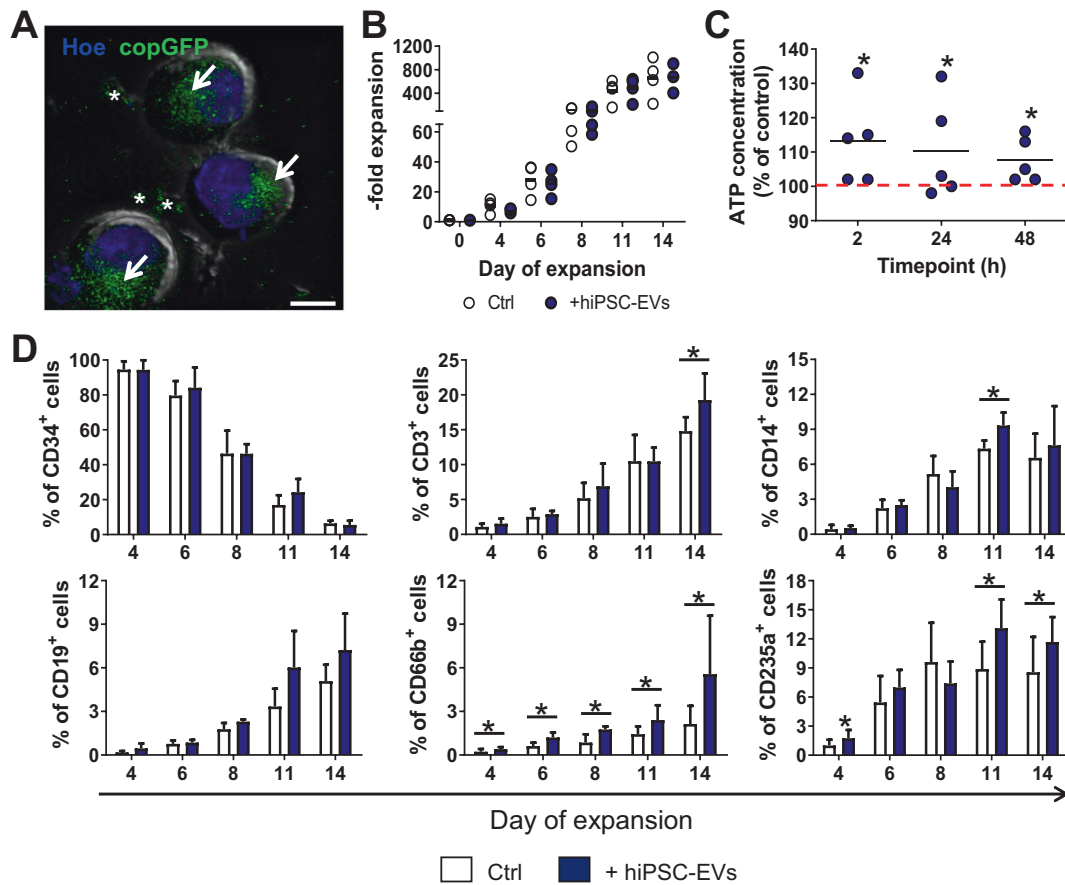 A
Hoe copGFP
*
* *
B
-fold expansion
1200
800
400
60
40
20
0
0 4 6 8 11 14
Day of expansion
Ctrl +hiPSC-EVs
C
ATP concentration
(% of control)
130
120
110
100
90
* * *
2 24 48
Timepoint (h)
D
% of CD34+ cells
100
80
60
40
20
0
4 6 8 11 14
% of CD3+ cells
25
20
15
10
5
0
*
4 6 8 11 14
% of CD14+ cells
15
12
9
6
3
0
*
4 6 8 11 14
% of CD19+ cells
12
9
6
3
0
4 6 8 11 14
% of CD66b+ cells
12
9
6
3
0
* * * * *
4 6 8 11 14
% of CD235a+ cells
18
15
12
9
6
3
0
* * *
4 6 8 11 14
Day of expansion
Ctrl + hiPSC-EVs